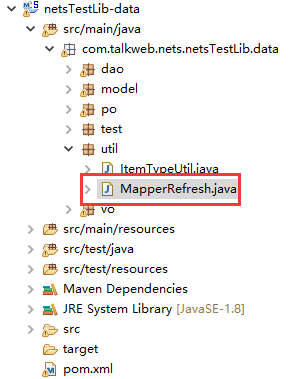 netsTestLib-data
src/main/java
com.talkweb.nets.netsTestLib.data
dao
model
po
test
util
ItemTypeUtil.java
MapperRefresh.java
vo
src/main/resources
src/test/java
src/test/resources
Maven Dependencies
JRE System Library [JavaSE-1.8]
src
target
pom.xml